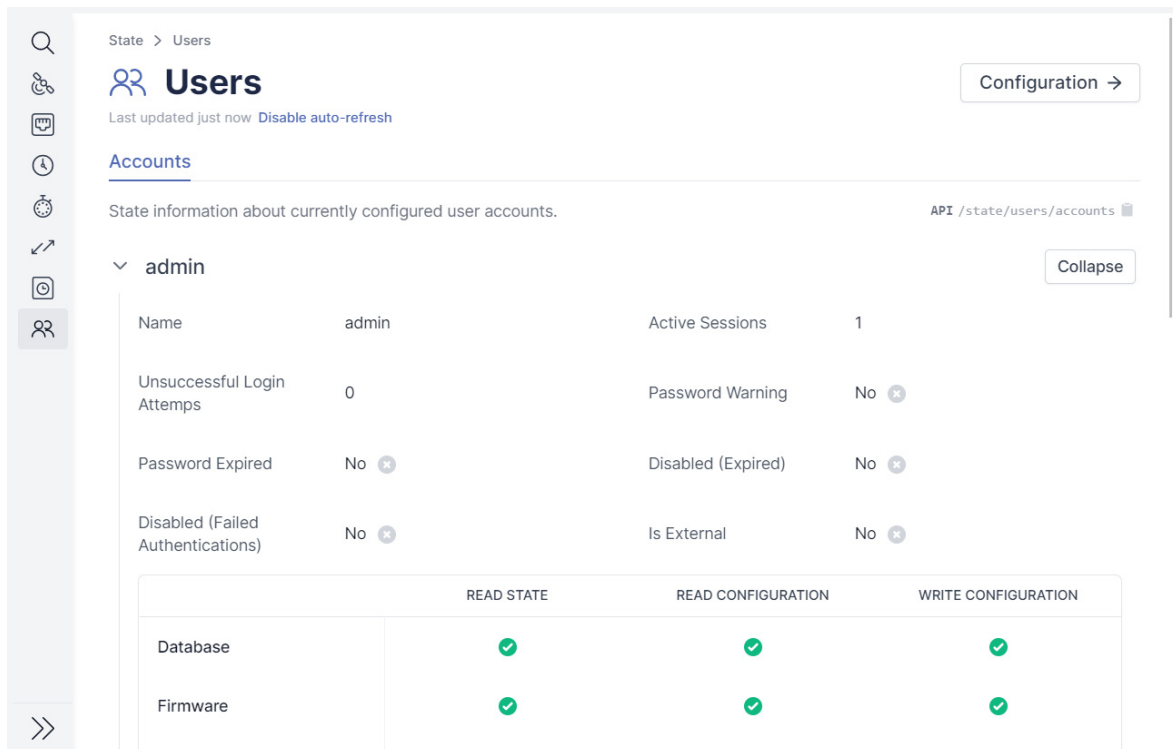 State > Users
Users
Configuration →
Last updated just now Disable auto-refresh
Accounts
State information about currently configured user accounts.
API /state/users/accounts
admin
Collapse
Name admin Active Sessions 1
Unsuccessful Login
Attemps 0 Password Warning No
Password Expired No Disabled (Expired) No
Disabled (Failed
Authentications) No Is External No
READ STATE READ CONFIGURATION WRITE CONFIGURATION
Database
Firmware